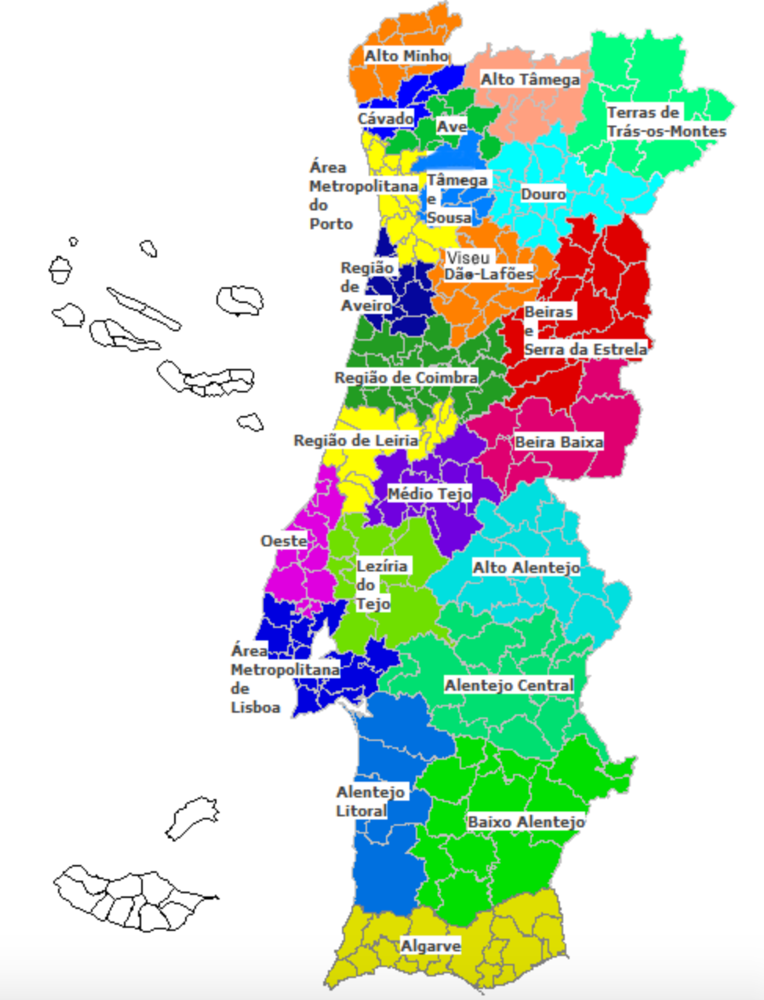 Alto Minho
Alto Tâmega
Terras de
Trás-os-Montes
Cávado
Ave
Área
Metropolitana
do
Porto
Tâmega
e
Sousa
Douro
Viseu
Dão-Lafões
Região
de
Aveiro
Beiras
e
Serra da Estrela
Região de Coimbra
Região de Leiria
Beira Baixa
Médio Tejo
Oeste
Lezíria
do
Tejo
Alto Alentejo
Área
Metropolitana
de
Lisboa
Alentejo Central
Alentejo
Litoral
Baixo Alentejo
Algarve